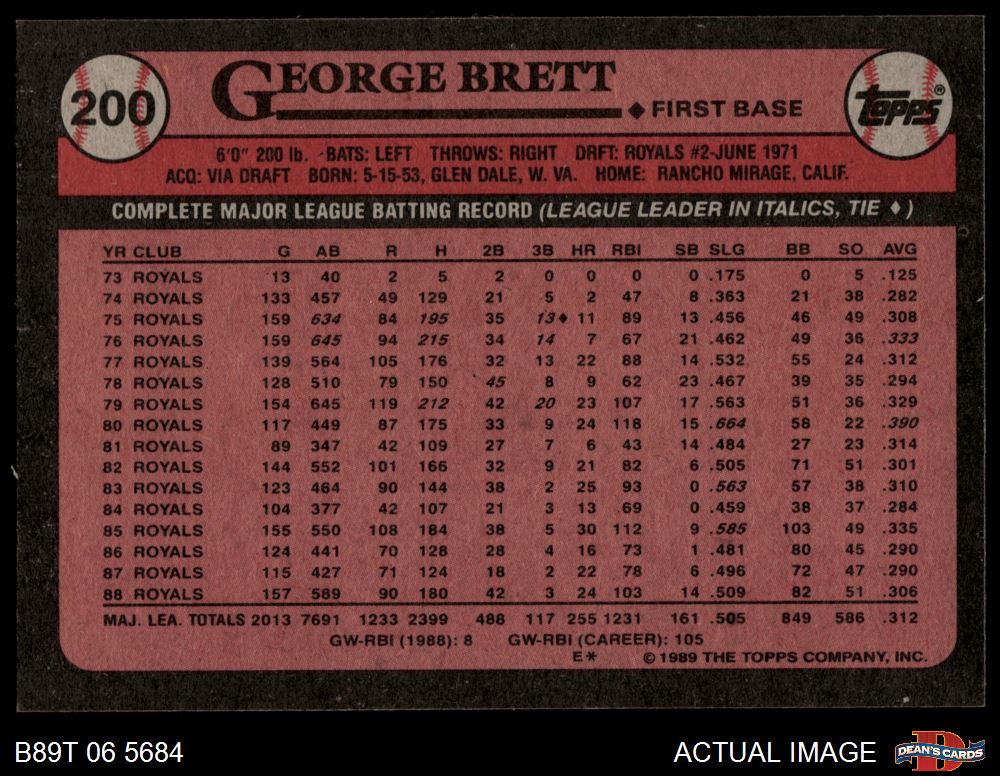 200
GEORGE BRETT
◆ FIRST BASE
topps®
6'0" 200 lb. BATS: LEFT THROWS: RIGHT DRFT: ROYALS #2-JUNE 1971
ACQ: VIA DRAFT BORN: 5-15-53, GLEN DALE, W. VA. HOME: RANCHO MIRAGE, CALIF.
COMPLETE MAJOR LEAGUE BATTING RECORD (LEAGUE LEADER IN ITALICS, TIE ♦)
YR CLUB G AB R H 2B 3B HR RBI SB SLG BB SO AVG
73 ROYALS 13 40 2 5 2 0 0 0 0 .175 0 5 .125
74 ROYALS 133 457 49 129 21 5 2 47 8 .363 21 38 .282
75 ROYALS 159 634 84 195 35 13♦ 11 89 13 .456 46 49 .308
76 ROYALS 159 645 94 215 34 14 7 67 21 .462 49 36 .333
77 ROYALS 139 564 105 176 32 13 22 88 14 .532 55 24 .312
78 ROYALS 128 510 79 150 45 8 9 62 23 .467 39 35 .294
79 ROYALS 154 645 119 212 42 20 23 107 17 .563 51 36 .329
80 ROYALS 117 449 87 175 33 9 24 118 15 .664 58 22 .390
81 ROYALS 89 347 42 109 27 7 6 43 14 .484 27 23 .314
82 ROYALS 144 552 101 166 32 9 21 82 6 .505 71 51 .301
83 ROYALS 123 464 90 144 38 2 25 93 0 .563 57 38 .310
84 ROYALS 104 377 42 107 21 3 13 69 0 .459 38 37 .284
85 ROYALS 155 550 108 184 38 5 30 112 9 .585 103 49 .335
86 ROYALS 124 441 70 128 28 4 16 73 1 .481 80 45 .290
87 ROYALS 115 427 71 124 18 2 22 78 6 .496 72 47 .290
88 ROYALS 157 589 90 180 42 3 24 103 14 .509 82 51 .306
MAJ. LEA. TOTALS 2013 7691 1233 2399 488 117 255 1231 161 .505 849 586 .312
GW-RBI (1988): 8 GW-RBI (CAREER): 105
E* © 1989 THE TOPPS COMPANY, INC.
B89T 06 5684 ACTUAL IMAGE DEAN'S CARDS